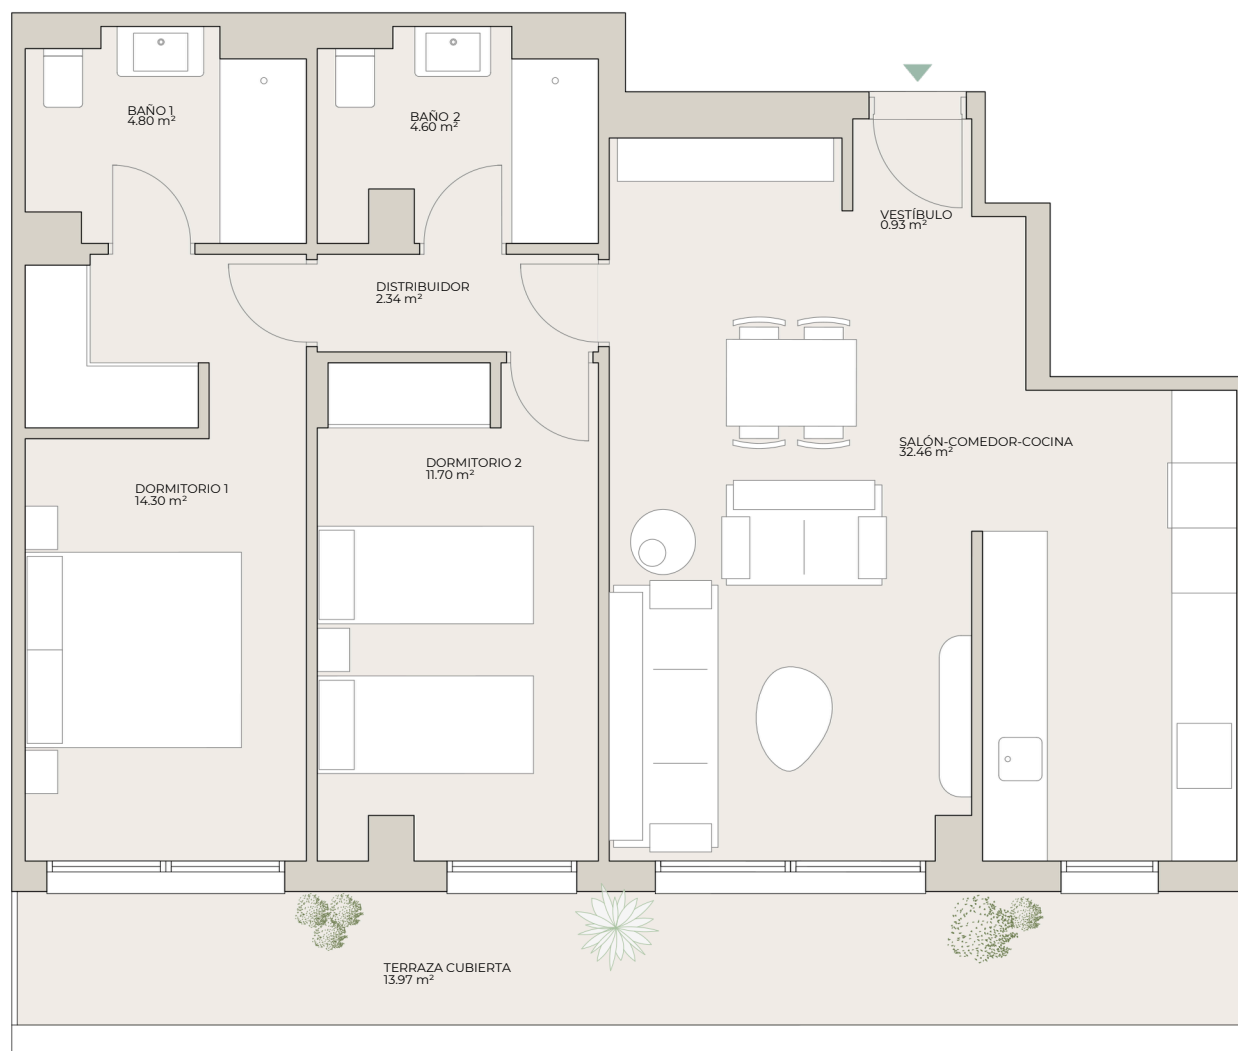 BAÑO 1
4.80 m²
BAÑO 2
4.60 m²
VESTÍBULO
0.93 m²
DISTRIBUIDOR
2.34 m²
SALÓN-COMEDOR-COCINA
32.46 m²
DORMITORIO 2
11.70 m²
DORMITORIO 1
14.30 m²
TERRAZA CUBIERTA
13.97 m²